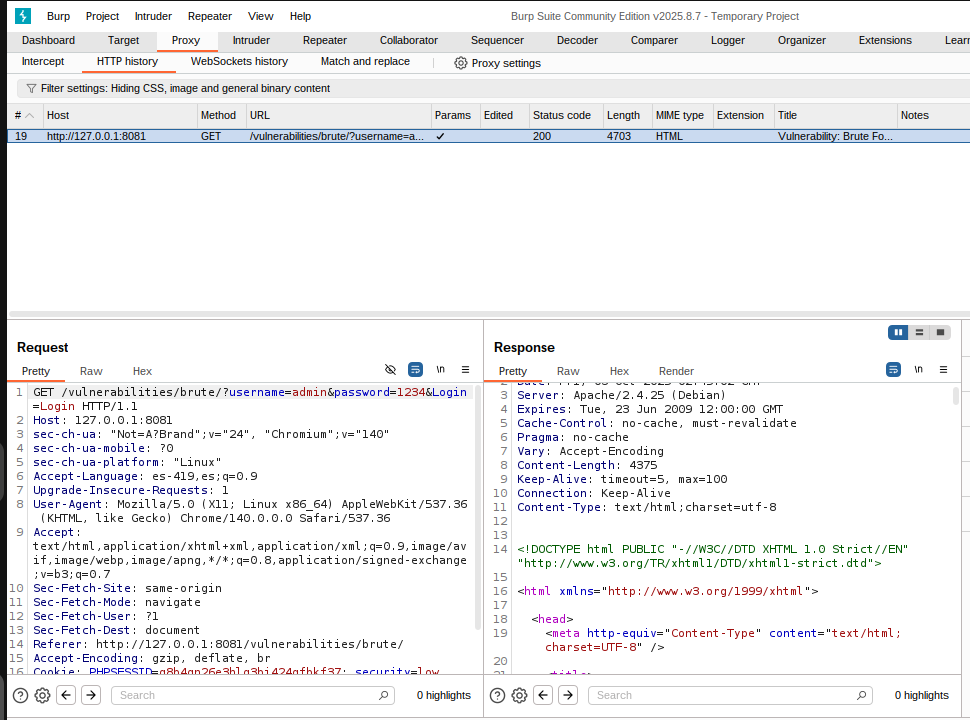 Burp Project Intruder Repeater View Help Burp Suite Community Edition v2025.8.7 - Temporary Project
Dashboard Target Proxy Intruder Repeater Collaborator Sequencer Decoder Comparer Logger Organizer Extensions Learn
Intercept HTTP history WebSockets history Match and replace Proxy settings
Filter settings: Hiding CSS, image and general binary content
# Host Method URL Params Edited Status code Length MIME type Extension Title Notes
19 http://127.0.0.1:8081 GET /vulnerabilities/brute/?username=a... ✓ 200 4703 HTML Vulnerability: Brute Fo...
Request
Pretty Raw Hex \n
1 GET /vulnerabilities/brute/?username=admin&password=1234&Login
=Login HTTP/1.1
2 Host: 127.0.0.1:8081
3 sec-ch-ua: "Not=A?Brand";v="24", "Chromium";v="140"
4 sec-ch-ua-mobile: ?0
5 sec-ch-ua-platform: "Linux"
6 Accept-Language: es-419,es;q=0.9
7 Upgrade-Insecure-Requests: 1
8 User-Agent: Mozilla/5.0 (X11; Linux x86_64) AppleWebKit/537.36
(KHTML, like Gecko) Chrome/140.0.0.0 Safari/537.36
9 Accept:
text/html,application/xhtml+xml,application/xml;q=0.9,image/av
if,image/webp,image/apng,*/*;q=0.8,application/signed-exchange
;v=b3;q=0.7
10 Sec-Fetch-Site: same-origin
11 Sec-Fetch-Mode: navigate
12 Sec-Fetch-User: ?1
13 Sec-Fetch-Dest: document
14 Referer: http://127.0.0.1:8081/vulnerabilities/brute/
15 Accept-Encoding: gzip, deflate, br
16 Cookie: security=low
Search 0 highlights
Response
Pretty Raw Hex Render \n
2 Date:
3 Server: Apache/2.4.25 (Debian)
4 Expires: Tue, 23 Jun 2009 12:00:00 GMT
5 Cache-Control: no-cache, must-revalidate
6 Pragma: no-cache
7 Vary: Accept-Encoding
8 Content-Length: 4375
9 Keep-Alive: timeout=5, max=100
10 Connection: Keep-Alive
11 Content-Type: text/html;charset=utf-8
12
13
14 <!DOCTYPE html PUBLIC "-//W3C//DTD XHTML 1.0 Strict//EN"
"http://www.w3.org/TR/xhtml1/DTD/xhtml1-strict.dtd">
15
16 <html xmlns="http://www.w3.org/1999/xhtml">
17
18 <head>
19 <meta http-equiv="Content-Type" content="text/html;
charset=UTF-8" />
20
21
Search 0 highlights